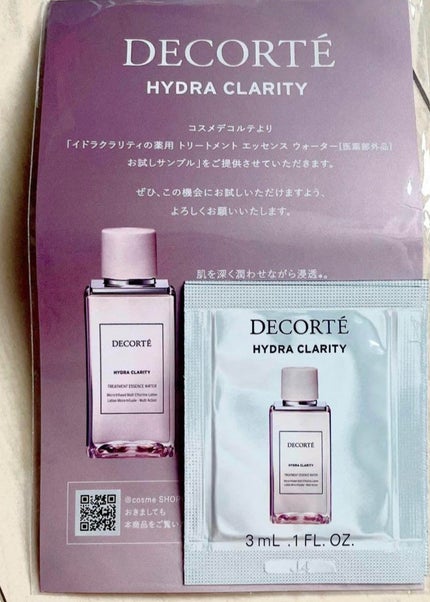 DECORTÉ
HYDRA CLARITY
コスメデコルテより
「イドラクラリティの薬用 トリートメント エッセンス ウォーター[医薬部外品]
お試しサンプル」をご提供させていただきます。
ぜひ、この機会にお試しいただけますよう、
よろしくお願いいたします。
肌を深く潤わせながら浸透
DECORTÉ
HYDRA CLARITY
TREATMENT ESSENCE WATER
@cosme SHOP
おきましても
本商品をご覧い
DECORTÉ
HYDRA CLARITY
DECORTÉ
HYDRA CLARITY
TREATMENT ESSENCE WATER
3 mL .1 FL. OZ.